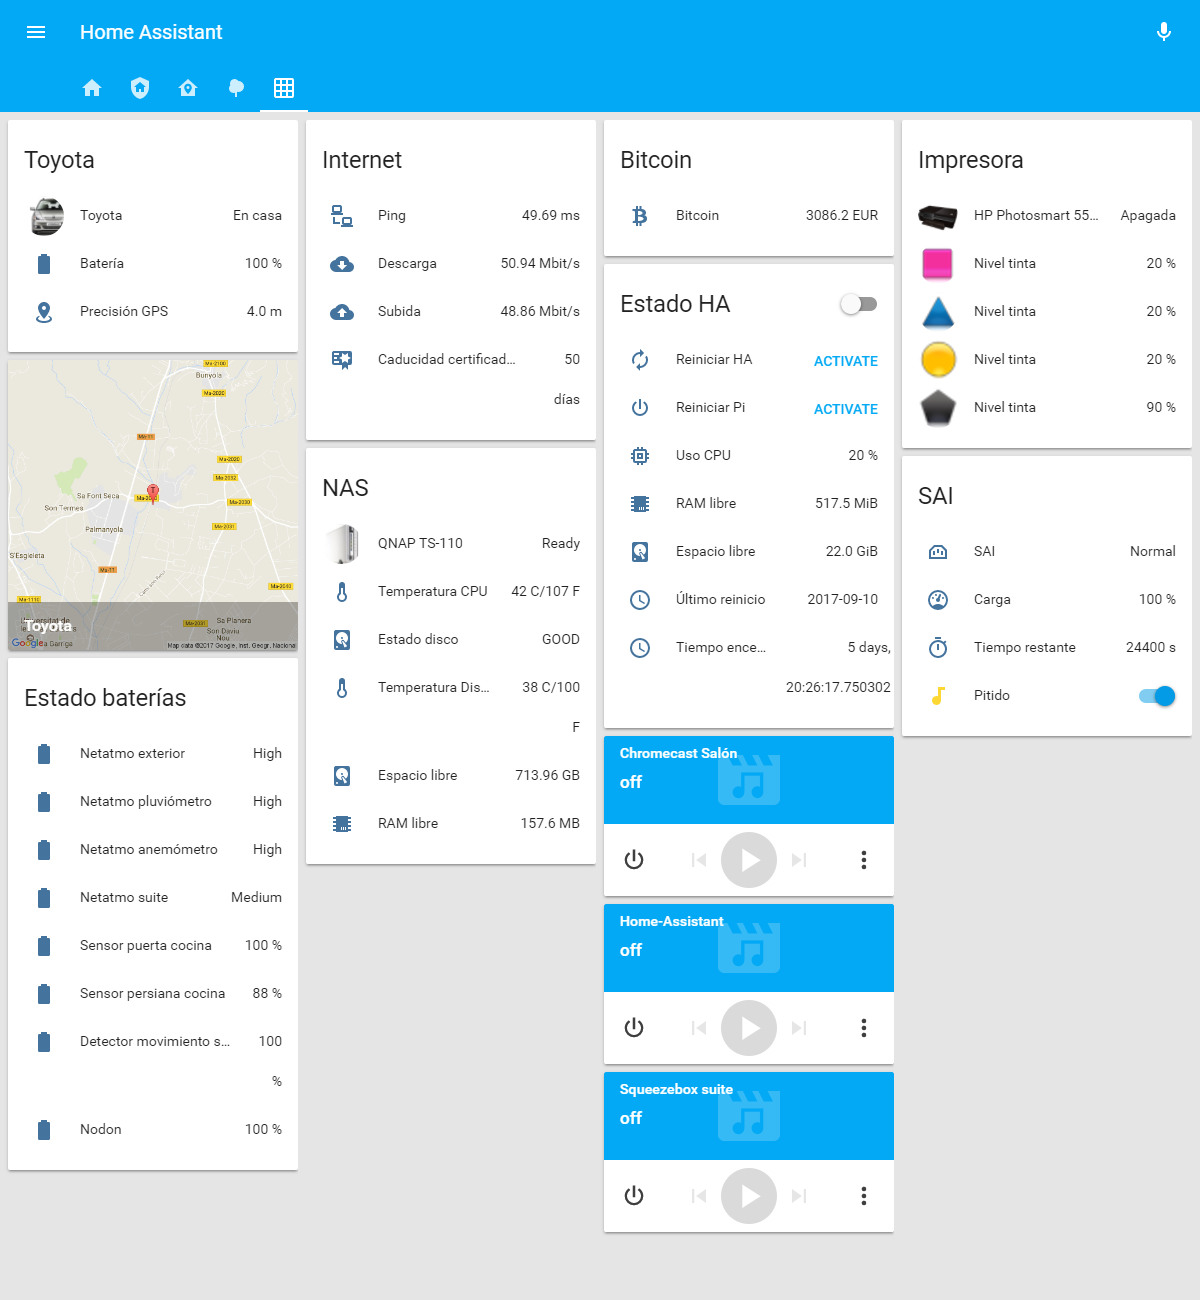 Home Assistant
Toyota
Toyota En casa
Batería 100 %
Precisión GPS 4.0 m
Ma-2100
Bunyola
Ma-2020
Ma-11
Ma-2020
Ma-2032
Sa Font Seca
Ma-2030
Son Termes
Palmanyola
Ma-2031
S'Esgleieta
Ma-11
Ma-2040
Ma-1110
Ma-2031
Sa Planera
Son Daviu
Nou
Toyota
Google
sa Garriga
Map data ©2017 Google, Inst. Geogr. Nacional
Estado baterías
Netatmo exterior High
Netatmo pluviómetro High
Netatmo anemómetro High
Netatmo suite Medium
Sensor puerta cocina 100 %
Sensor persiana cocina 88 %
Detector movimiento s... 100
%
Nodon 100 %
Internet
Ping 49.69 ms
Descarga 50.94 Mbit/s
Subida 48.86 Mbit/s
Caducidad certificad... 50
días
NAS
QNAP TS-110 Ready
Temperatura CPU 42 C/107 F
Estado disco GOOD
Temperatura Dis... 38 C/100
F
Espacio libre 713.96 GB
RAM libre 157.6 MB
Bitcoin
Bitcoin 3086.2 EUR
Estado HA
Reiniciar HA ACTIVATE
Reiniciar Pi ACTIVATE
Uso CPU 20 %
RAM libre 517.5 MiB
Espacio libre 22.0 GiB
Último reinicio 2017-09-10
Tiempo ence... 5 days,
20:26:17.750302
Chromecast Salón
off
Home-Assistant
off
Squeezebox suite
off
Impresora
HP Photosmart 55... Apagada
Nivel tinta 20 %
Nivel tinta 20 %
Nivel tinta 20 %
Nivel tinta 90 %
SAI
SAI Normal
Carga 100 %
Tiempo restante 24400 s
Pitido